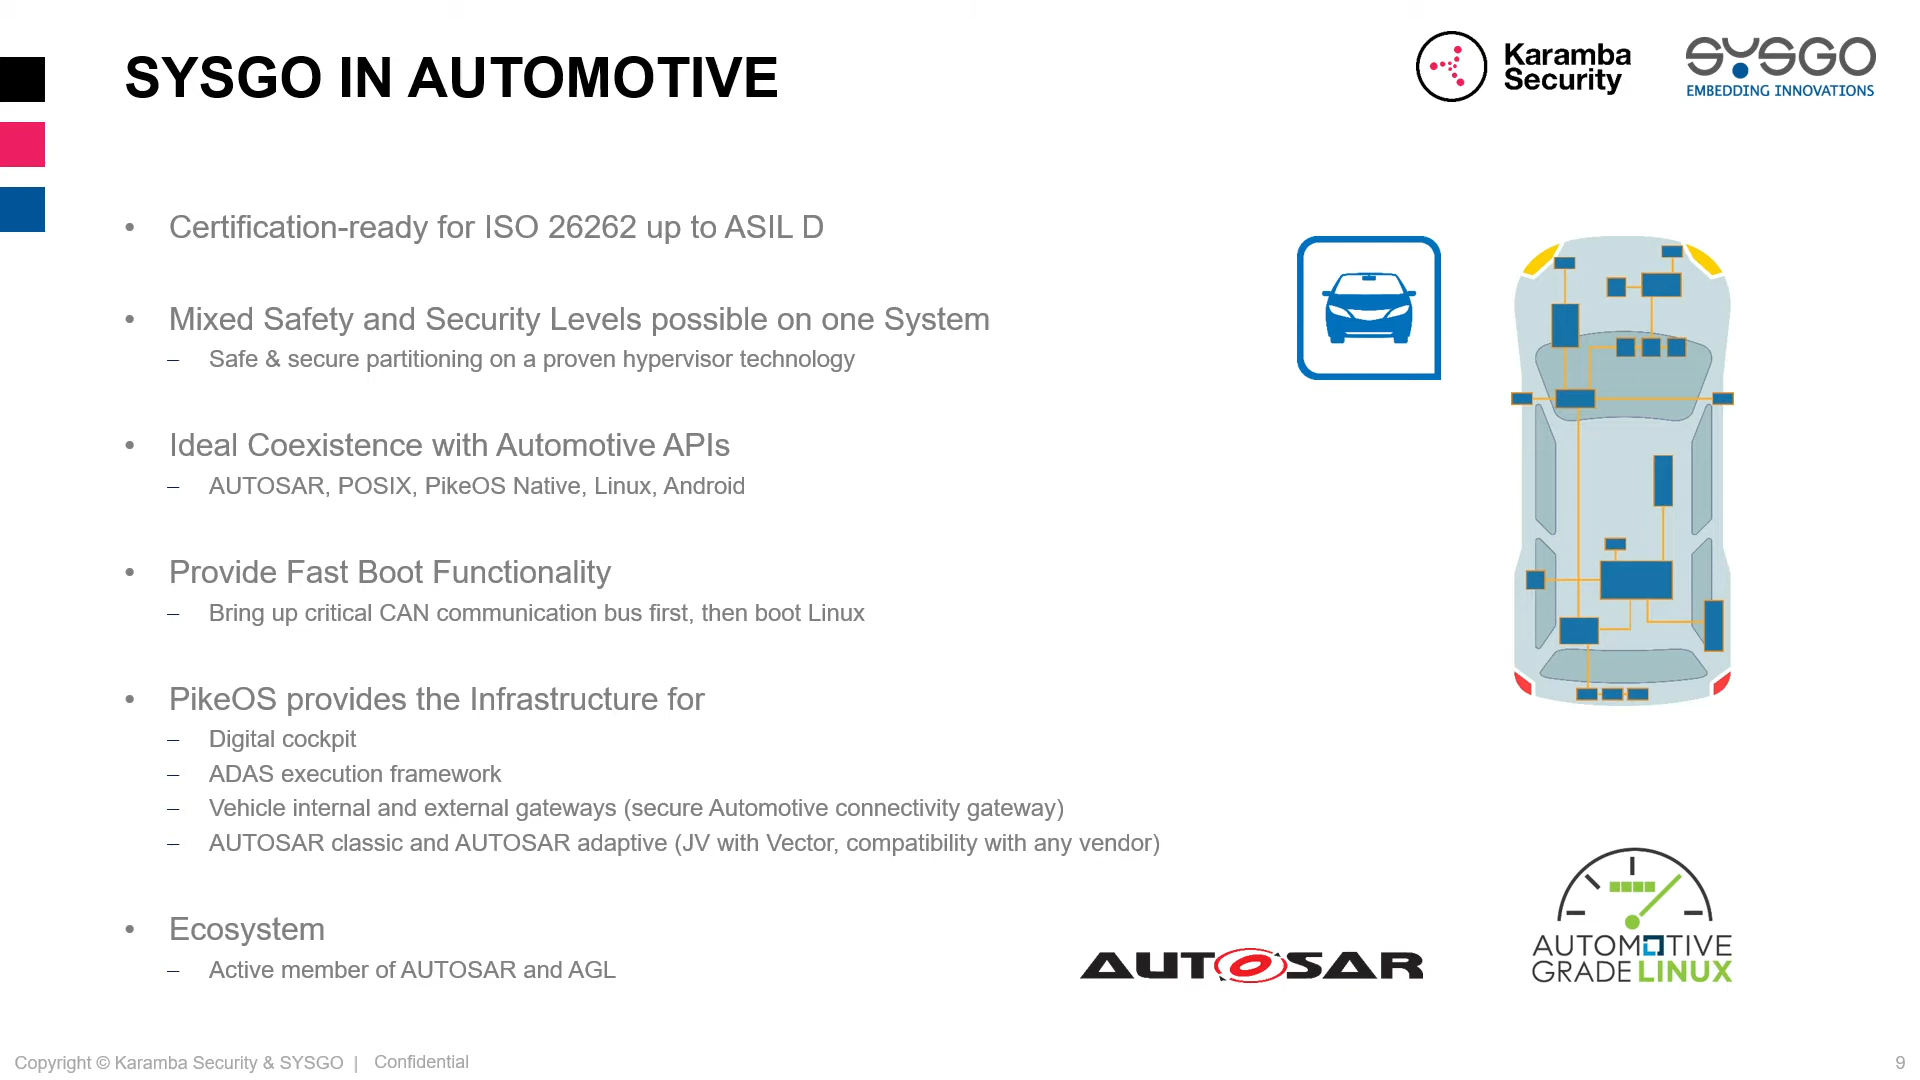 SYSGO IN AUTOMOTIVE
Karamba
Security
SYSGO
EMBEDDING INNOVATIONS
• Certification-ready for ISO 26262 up to ASIL D
• Mixed Safety and Security Levels possible on one System
– Safe & secure partitioning on a proven hypervisor technology
• Ideal Coexistence with Automotive APIs
– AUTOSAR, POSIX, PikeOS Native, Linux, Android
• Provide Fast Boot Functionality
– Bring up critical CAN communication bus first, then boot Linux
• PikeOS provides the Infrastructure for
– Digital cockpit
– ADAS execution framework
– Vehicle internal and external gateways (secure Automotive connectivity gateway)
– AUTOSAR classic and AUTOSAR adaptive (JV with Vector, compatibility with any vendor)
• Ecosystem
– Active member of AUTOSAR and AGL
AUTOSAR
AUTOMOTIVE
GRADE LINUX
Copyright © Karamba Security & SYSGO | Confidential
9